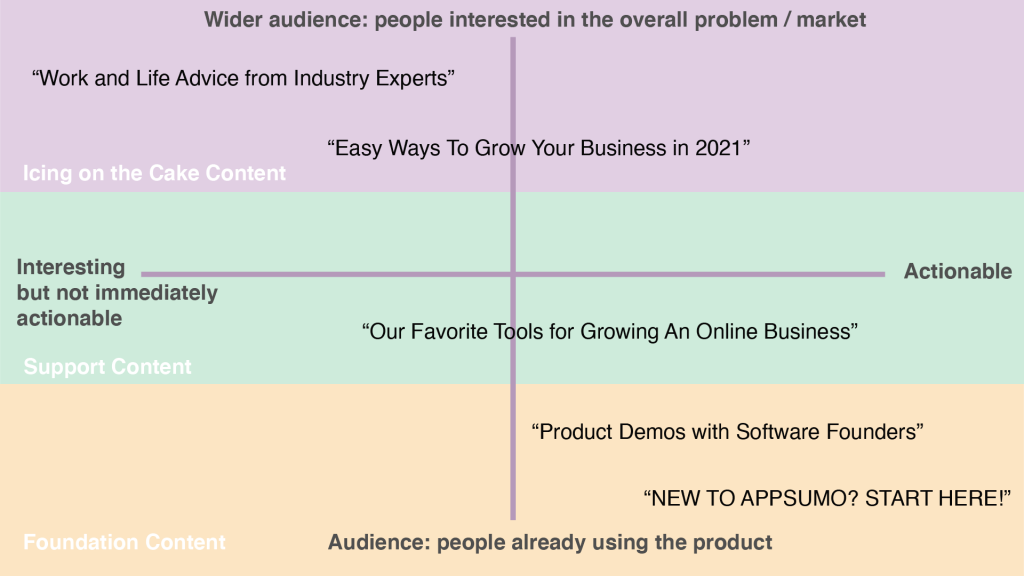 Wider audience: people interested in the overall problem / market
“Work and Life Advice from Industry Experts”
“Easy Ways To Grow Your Business in 2021”
Icing on the Cake Content
Interesting
but not immediately
actionable
Actionable
“Our Favorite Tools for Growing An Online Business”
Support Content
“Product Demos with Software Founders”
“NEW TO APPSUMO? START HERE!”
Foundation Content
Audience: people already using the product